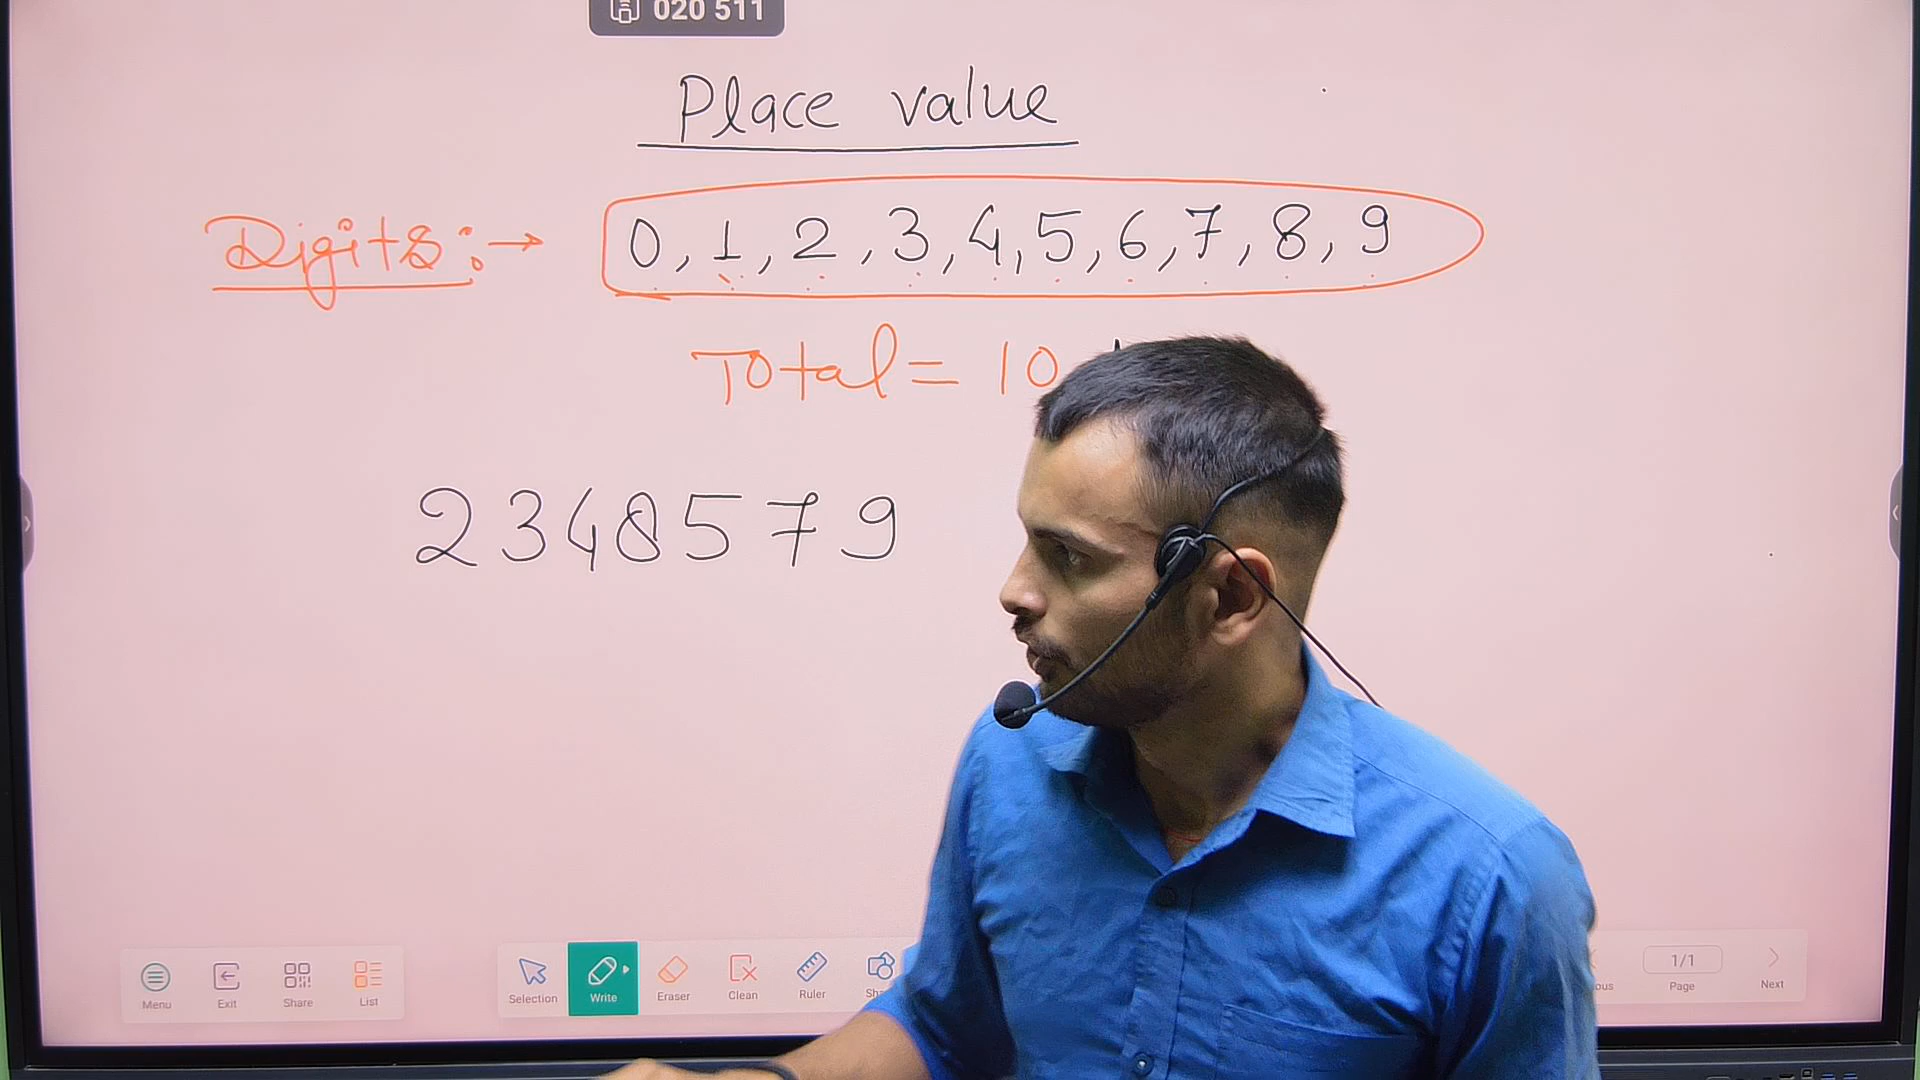 020 511
Place value
Digits:→ 0, 1, 2, 3, 4, 5, 6, 7, 8, 9
Total = 10
2348579
Menu Exit Share List Selection Write Eraser Clean Ruler 1/1 Page Next